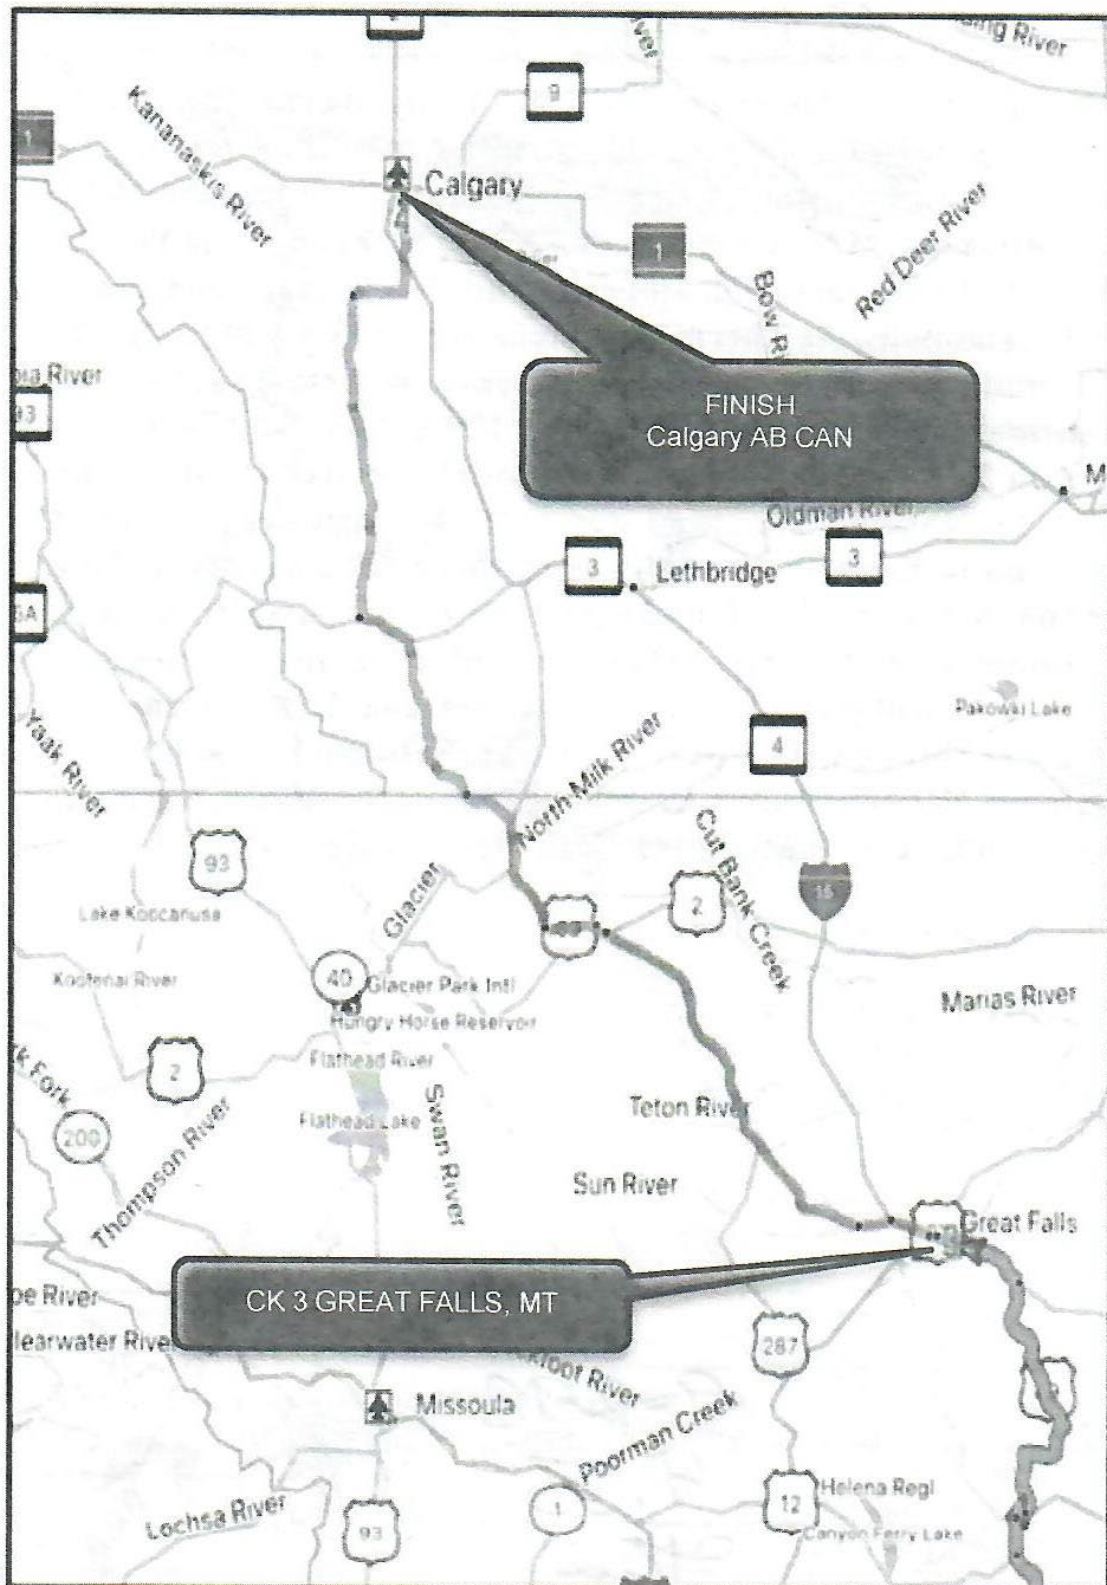 River
9
Kananaskis River
1
Calgary
Red Deer River
1
FINISH
Calgary AB CAN
River
93
Oldman River
3
Lethbridge
3
M
Pakowki Lake
Yaak River
4
North Milk River
93
Cut Bank Creek
2
15
Glacier
Lake Koocanusa
Kootenai River
40
Glacier Park Intl
Hungry Horse Reservoir
Marias River
Flathead River
2
Swan River
Teton River
Flathead Lake
200
Thompson River
Sun River
Great Falls
CK 3 GREAT FALLS, MT
River
287
River
Missoula
Poorman Creek
1
12
Helena Regl
Lochsa River
93
Canyon Ferry Lake